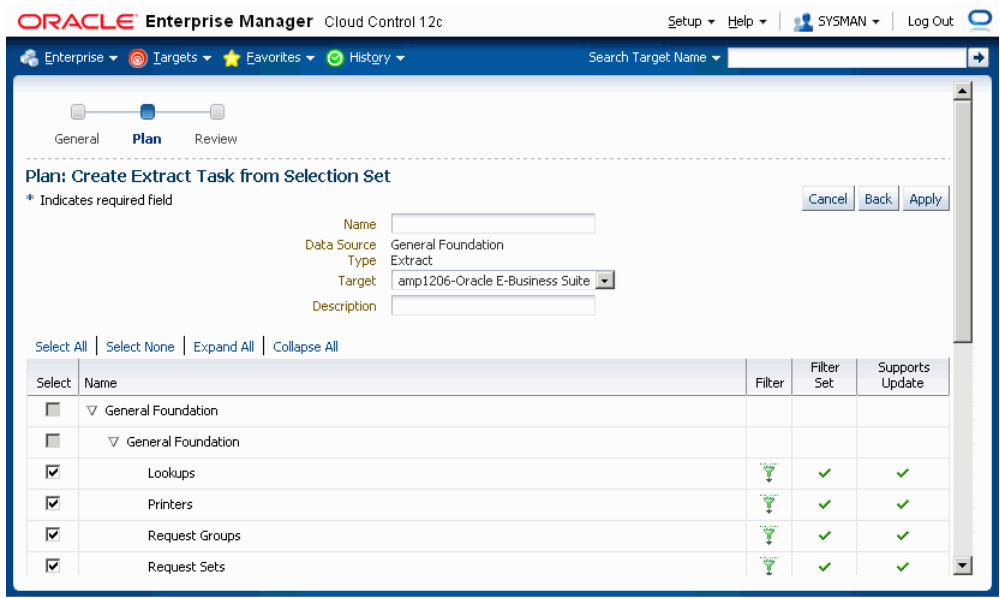 ORACLE Enterprise Manager Cloud Control 12c Setup Help SYSMAN Log Out
Enterprise Targets Favorites History Search Target Name
General Plan Review
Plan: Create Extract Task from Selection Set
* Indicates required field Cancel Back Apply
Name
Data Source General Foundation
Type Extract
Target amp1206-Oracle E-Business Suite
Description
Select All Select None Expand All Collapse All
Select Name Filter Filter Set Supports Update
General Foundation
General Foundation
Lookups
Printers
Request Groups
Request Sets